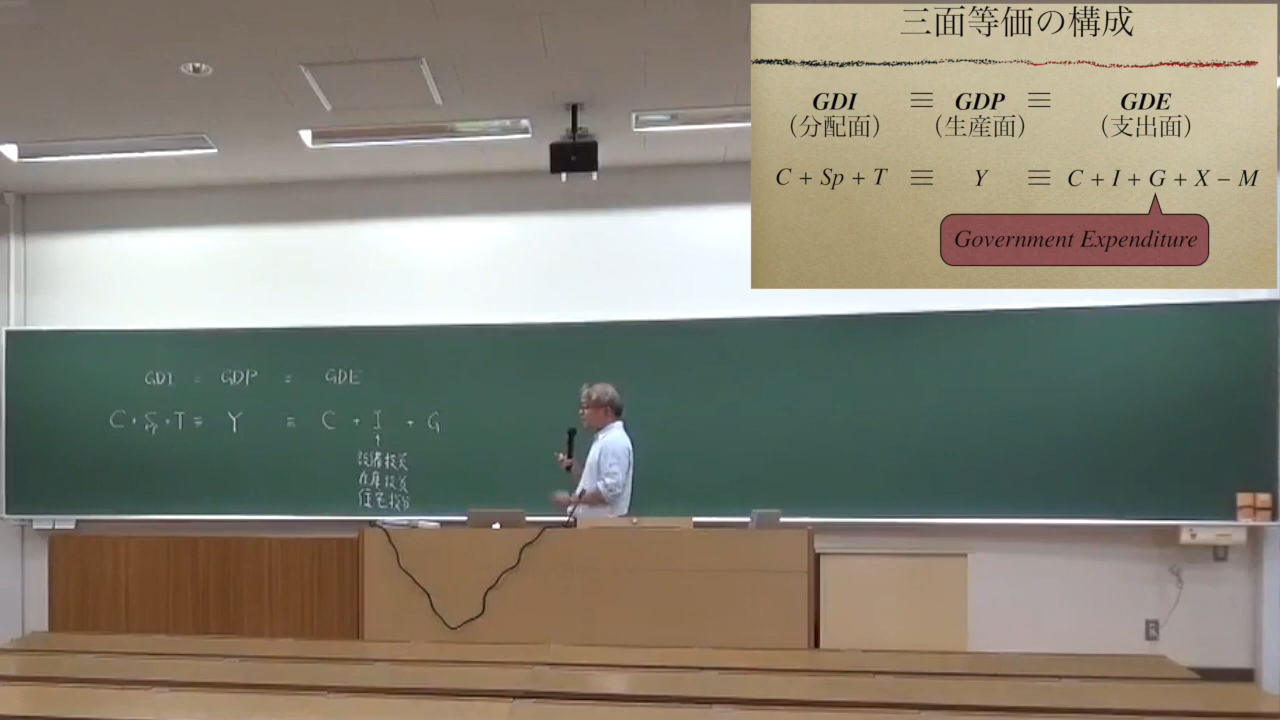 三面等価の構成
GDI ≡ GDP ≡ GDE
（分配面） （生産面） （支出面）
C + Sp + T ≡ Y ≡ C + I + G + X − M
Government Expenditure
GDI = GDP = GDE
C + Sp + T ≡ Y ≡ C + I + G
↑
設備投資
在庫投資
住宅投資